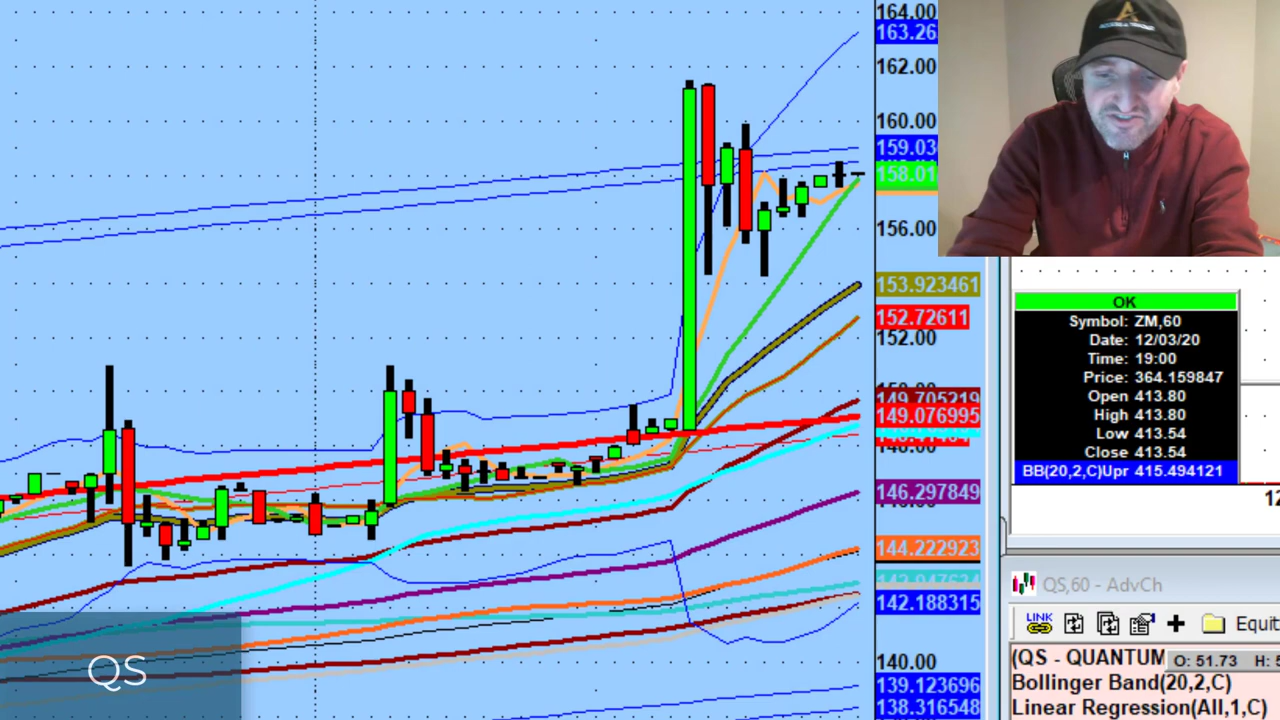 164.00
163.26
162.00
160.00
159.03
158.01
156.00
153.923461
152.72611
152.00
149.705219
149.076995
146.297849
144.222923
142.188315
140.00
139.123696
138.316548
A
OK
Symbol: ZM,60
Date: 12/03/20
Time: 19:00
Price: 364.159847
Open 413.80
High 413.80
Low 413.54
Close 413.54
BB(20,2,C)Upr 415.494121
QS,60 - AdvCh
LINK
Equit
(QS - QUANTUM O: 51.73 H:
Bollinger Band(20,2,C)
Linear Regression(All,1,C)
QS